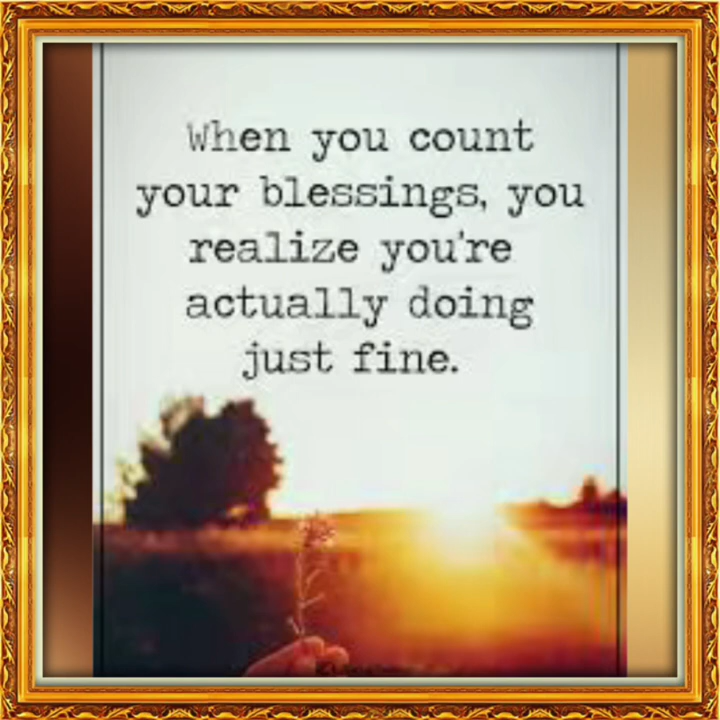 When you count
your blessings, you
realize you're
actually doing
just fine.